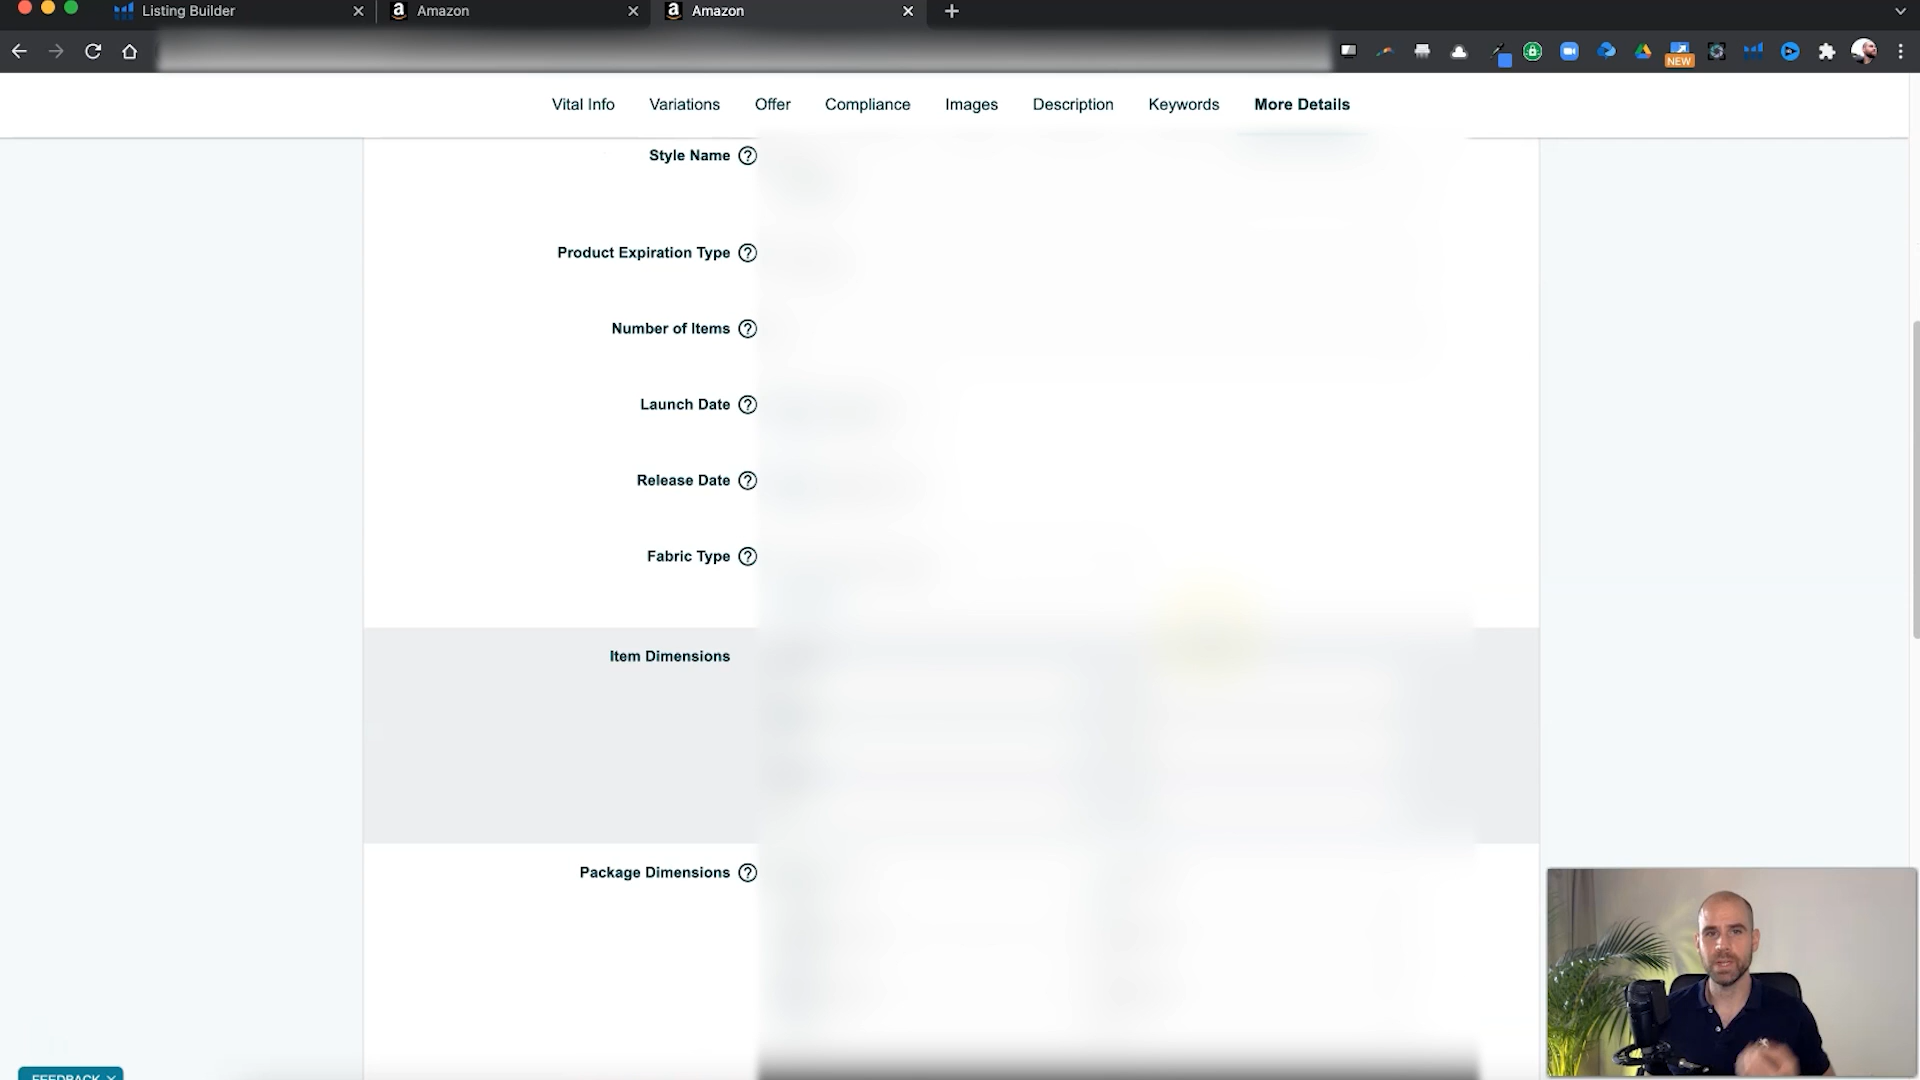 Listing Builder
Amazon
Amazon
NEW
Vital Info
Variations
Offer
Compliance
Images
Description
Keywords
More Details
Style Name
Product Expiration Type
Number of Items
Launch Date
Release Date
Fabric Type
Item Dimensions
Package Dimensions
FEEDBACK